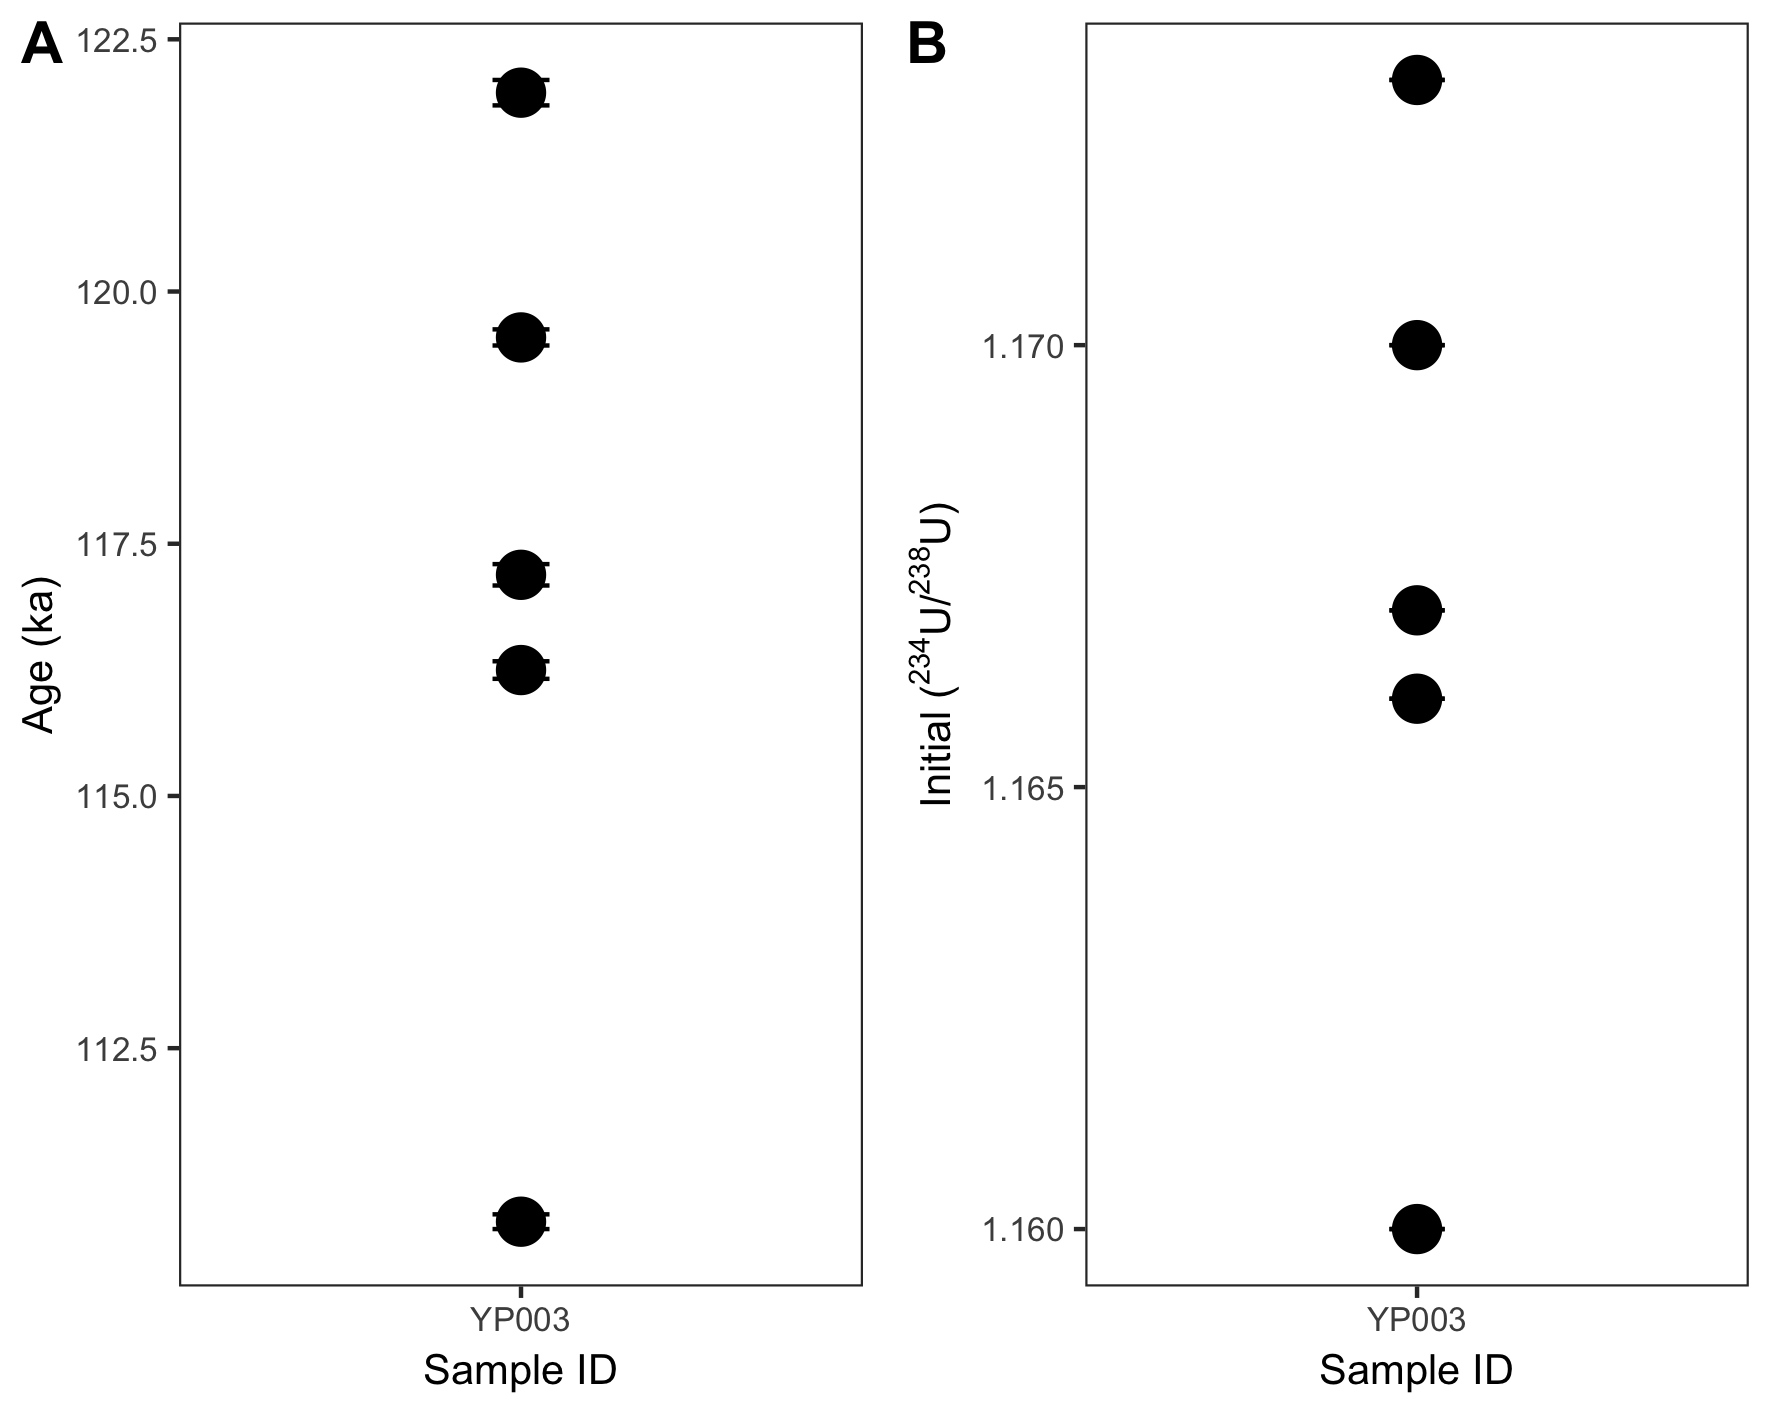 A
122.5
120.0
117.5
115.0
112.5
Age (ka)
YP003
Sample ID
B
1.170
1.165
1.160
Initial (²³⁴U/²³⁸U)
YP003
Sample ID